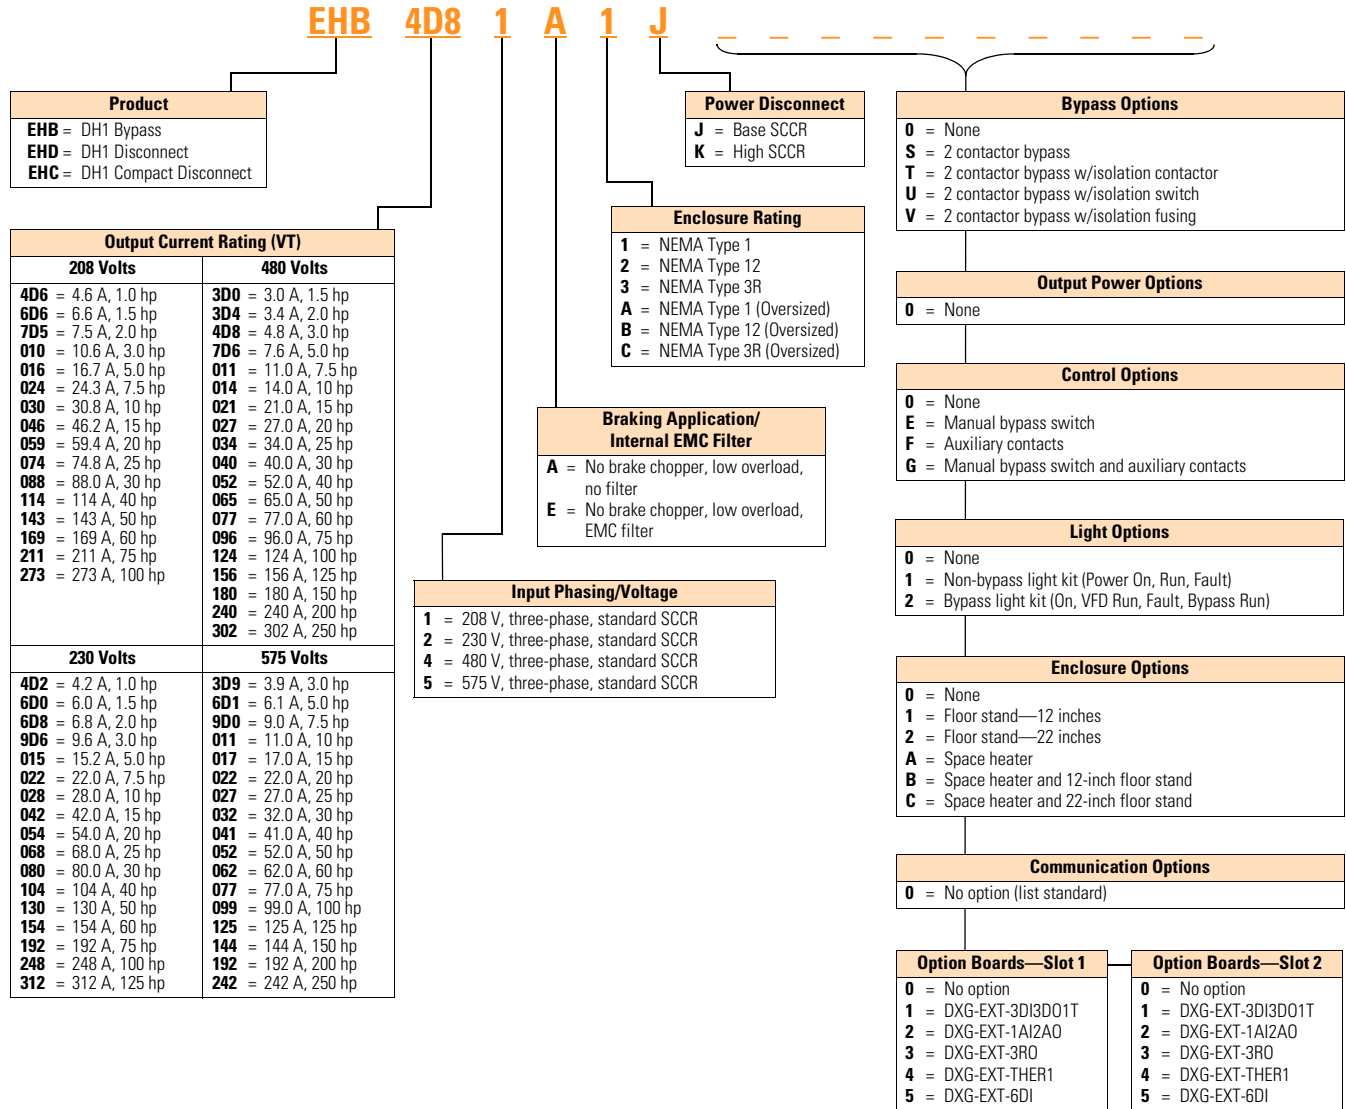 EHB 4D8 1 A 1 J _ _ _ _ _ _ _ _ _ _
Product
EHB = DH1 Bypass
EHD = DH1 Disconnect
EHC = DH1 Compact Disconnect
Power Disconnect
J = Base SCCR
K = High SCCR
Bypass Options
0 = None
S = 2 contactor bypass
T = 2 contactor bypass w/isolation contactor
U = 2 contactor bypass w/isolation switch
V = 2 contactor bypass w/isolation fusing
Output Current Rating (VT)
208 Volts
4D6 = 4.6 A, 1.0 hp
6D6 = 6.6 A, 1.5 hp
7D5 = 7.5 A, 2.0 hp
010 = 10.6 A, 3.0 hp
016 = 16.7 A, 5.0 hp
024 = 24.3 A, 7.5 hp
030 = 30.8 A, 10 hp
046 = 46.2 A, 15 hp
059 = 59.4 A, 20 hp
074 = 74.8 A, 25 hp
088 = 88.0 A, 30 hp
114 = 114 A, 40 hp
143 = 143 A, 50 hp
169 = 169 A, 60 hp
211 = 211 A, 75 hp
273 = 273 A, 100 hp
480 Volts
3D0 = 3.0 A, 1.5 hp
3D4 = 3.4 A, 2.0 hp
4D8 = 4.8 A, 3.0 hp
7D6 = 7.6 A, 5.0 hp
011 = 11.0 A, 7.5 hp
014 = 14.0 A, 10 hp
021 = 21.0 A, 15 hp
027 = 27.0 A, 20 hp
034 = 34.0 A, 25 hp
040 = 40.0 A, 30 hp
052 = 52.0 A, 40 hp
065 = 65.0 A, 50 hp
077 = 77.0 A, 60 hp
096 = 96.0 A, 75 hp
124 = 124 A, 100 hp
156 = 156 A, 125 hp
180 = 180 A, 150 hp
240 = 240 A, 200 hp
302 = 302 A, 250 hp
230 Volts
4D2 = 4.2 A, 1.0 hp
6D0 = 6.0 A, 1.5 hp
6D8 = 6.8 A, 2.0 hp
9D6 = 9.6 A, 3.0 hp
015 = 15.2 A, 5.0 hp
022 = 22.0 A, 7.5 hp
028 = 28.0 A, 10 hp
042 = 42.0 A, 15 hp
054 = 54.0 A, 20 hp
068 = 68.0 A, 25 hp
080 = 80.0 A, 30 hp
104 = 104 A, 40 hp
130 = 130 A, 50 hp
154 = 154 A, 60 hp
192 = 192 A, 75 hp
248 = 248 A, 100 hp
312 = 312 A, 125 hp
575 Volts
3D9 = 3.9 A, 3.0 hp
6D1 = 6.1 A, 5.0 hp
9D0 = 9.0 A, 7.5 hp
011 = 11.0 A, 10 hp
017 = 17.0 A, 15 hp
022 = 22.0 A, 20 hp
027 = 27.0 A, 25 hp
032 = 32.0 A, 30 hp
041 = 41.0 A, 40 hp
052 = 52.0 A, 50 hp
062 = 62.0 A, 60 hp
077 = 77.0 A, 75 hp
099 = 99.0 A, 100 hp
125 = 125 A, 125 hp
144 = 144 A, 150 hp
192 = 192 A, 200 hp
242 = 242 A, 250 hp
Enclosure Rating
1 = NEMA Type 1
2 = NEMA Type 12
3 = NEMA Type 3R
A = NEMA Type 1 (Oversized)
B = NEMA Type 12 (Oversized)
C = NEMA Type 3R (Oversized)
Braking Application/
Internal EMC Filter
A = No brake chopper, low overload,
no filter
E = No brake chopper, low overload,
EMC filter
Input Phasing/Voltage
1 = 208 V, three-phase, standard SCCR
2 = 230 V, three-phase, standard SCCR
4 = 480 V, three-phase, standard SCCR
5 = 575 V, three-phase, standard SCCR
Output Power Options
0 = None
Control Options
0 = None
E = Manual bypass switch
F = Auxiliary contacts
G = Manual bypass switch and auxiliary contacts
Light Options
0 = None
1 = Non-bypass light kit (Power On, Run, Fault)
2 = Bypass light kit (On, VFD Run, Fault, Bypass Run)
Enclosure Options
0 = None
1 = Floor stand—12 inches
2 = Floor stand—22 inches
A = Space heater
B = Space heater and 12-inch floor stand
C = Space heater and 22-inch floor stand
Communication Options
0 = No option (list standard)
Option Boards—Slot 1
0 = No option
1 = DXG-EXT-3DI3DO1T
2 = DXG-EXT-1AI2AO
3 = DXG-EXT-3RO
4 = DXG-EXT-THER1
5 = DXG-EXT-6DI
Option Boards—Slot 2
0 = No option
1 = DXG-EXT-3DI3DO1T
2 = DXG-EXT-1AI2AO
3 = DXG-EXT-3RO
4 = DXG-EXT-THER1
5 = DXG-EXT-6DI